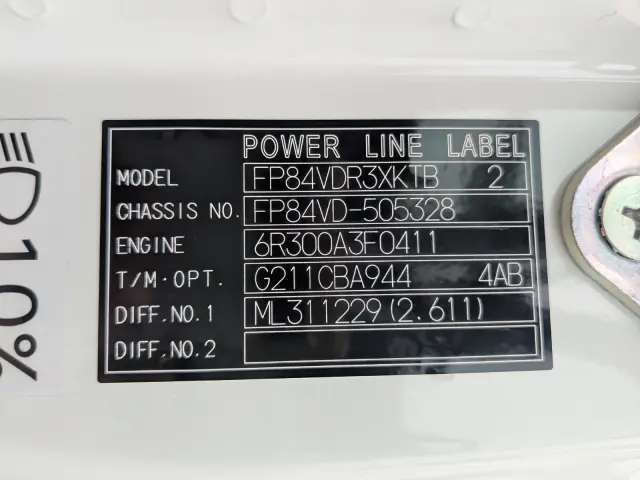 POWER LINE LABEL
MODEL FP84VDR3XKTB 2
CHASSIS NO. FP84VD-505328
ENGINE 6R300A3F0411
T/M·OPT. G211CBA944 4AB
DIFF.NO.1 ML311229(2.611)
DIFF.NO.2
10%